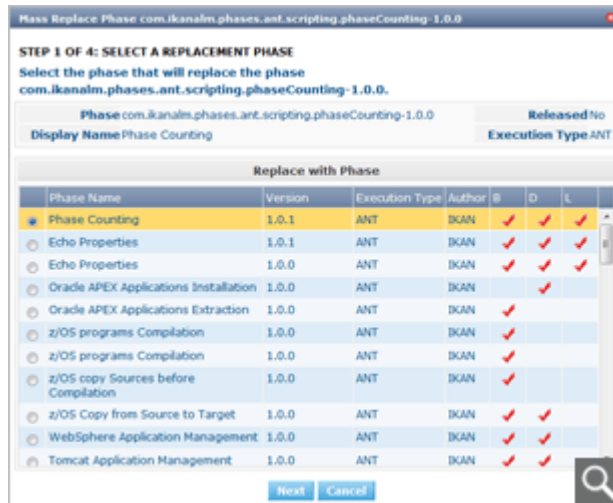 Mass Replace Phase com.ikanalm.phases.ant.scripting.phaseCounting-1.0.0
STEP 1 OF 4: SELECT A REPLACEMENT PHASE
Select the phase that will replace the phase
com.ikanalm.phases.ant.scripting.phaseCounting-1.0.0.
Phase com.ikanalm.phases.ant.scripting.phaseCounting-1.0.0 Released No
Display Name Phase Counting Execution Type ANT
Replace with Phase
Phase Name Version Execution Type Author B D L
Phase Counting 1.0.1 ANT IKAN
Echo Properties 1.0.1 ANT IKAN
Echo Properties 1.0.0 ANT IKAN
Oracle APEX Applications Installation 1.0.0 ANT IKAN
Oracle APEX Applications Extraction 1.0.0 ANT IKAN
z/OS programs Compilation 1.0.0 ANT IKAN
z/OS programs Compilation 1.0.0 ANT IKAN
z/OS copy Sources before
Compilation 1.0.0 ANT IKAN
z/OS Copy from Source to Target 1.0.0 ANT IKAN
WebSphere Application Management 1.0.0 ANT IKAN
Tomcat Application Management 1.0.0 ANT IKAN
Next Cancel